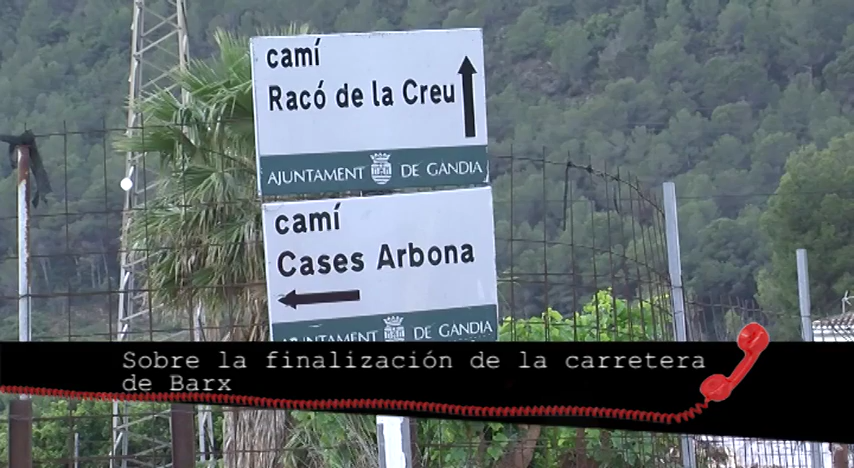 camí
Racó de la Creu
AJUNTAMENT DE GANDIA
camí
Cases Arbona
AJUNTAMENT DE GANDIA
Sobre la finalización de la carretera
de Barx